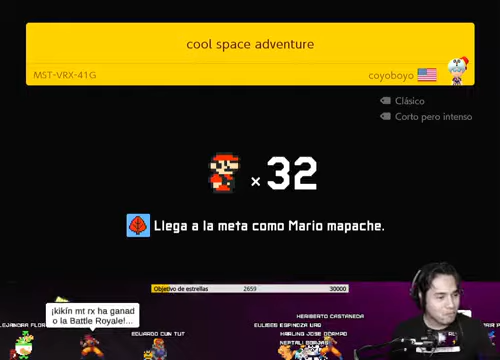 cool space adventure
MST-VRX-41G
coyoboyo
Clásico
Corto pero intenso
× 32
Llega a la meta como Mario mapache.
Objetivo de estrellas 2659 30000
¡kikín mt rx ha ganad
o la Battle Royale!...
HERIBERTO CASTANEDA
EDUARDO CUN TUT